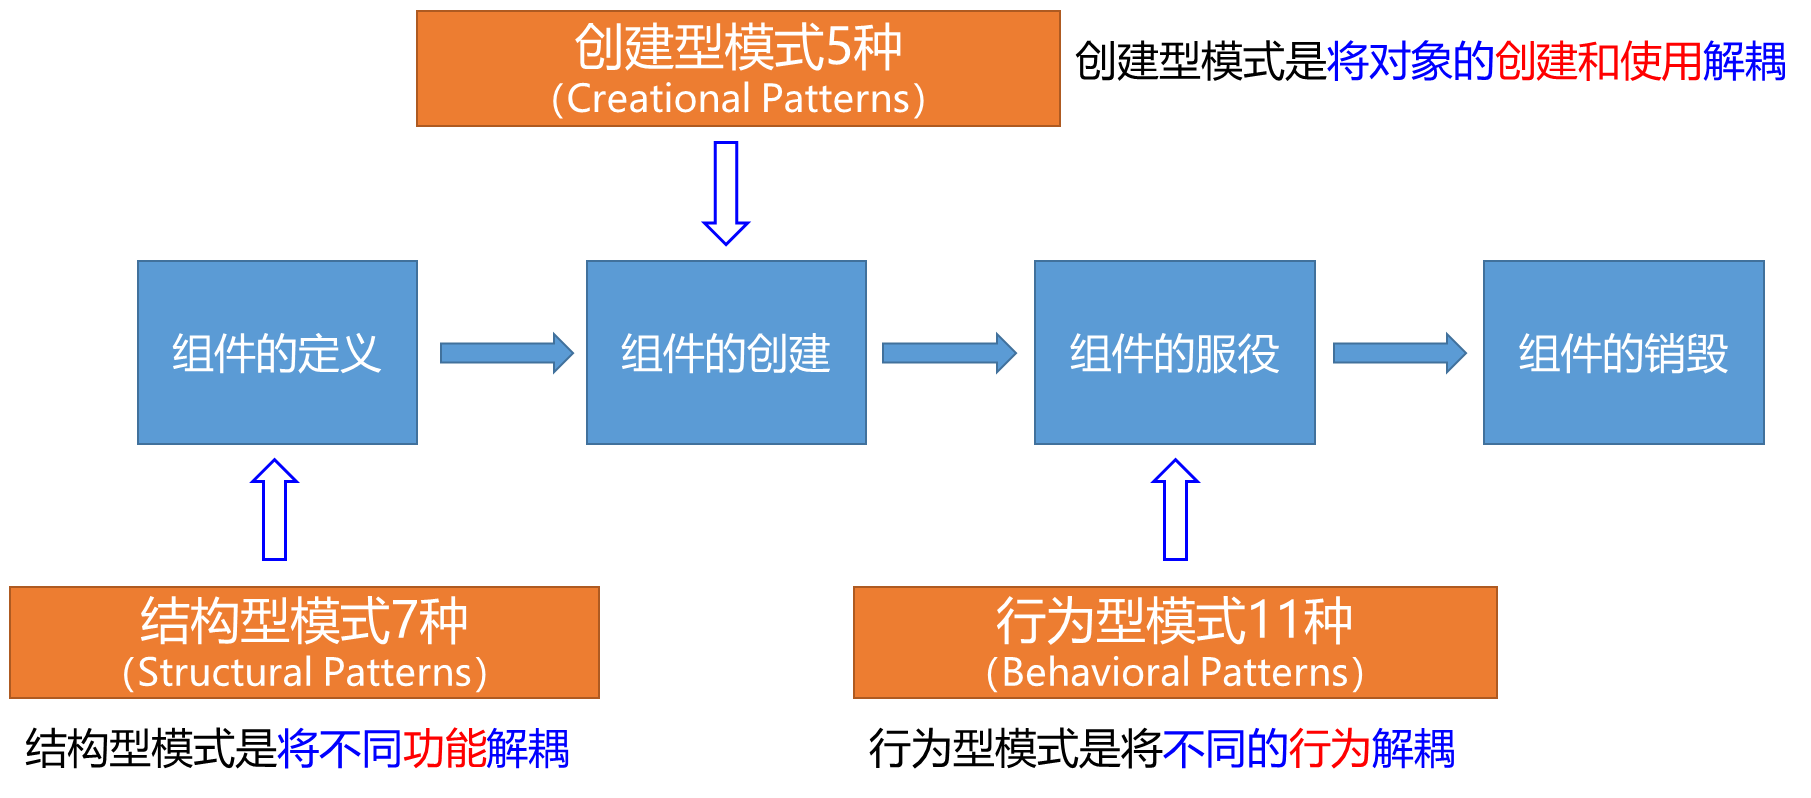 创建型模式5种
（Creational Patterns）
创建型模式是将对象的创建和使用解耦
组件的定义
组件的创建
组件的服役
组件的销毁
结构型模式7种
（Structural Patterns）
结构型模式是将不同功能解耦
行为型模式11种
（Behavioral Patterns）
行为型模式是将不同的行为解耦